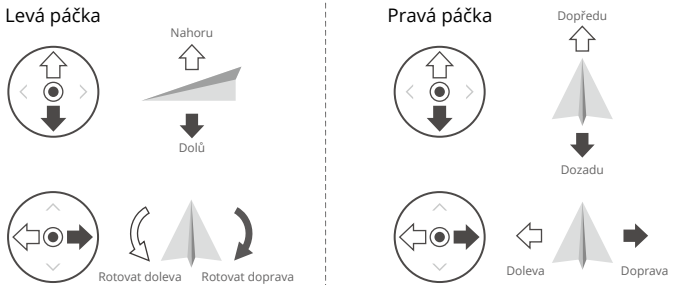 Levá páčka
Nahoru
Dolů
Rotovat doleva
Rotovat doprava
Pravá páčka
Dopředu
Dozadu
Doleva
Doprava